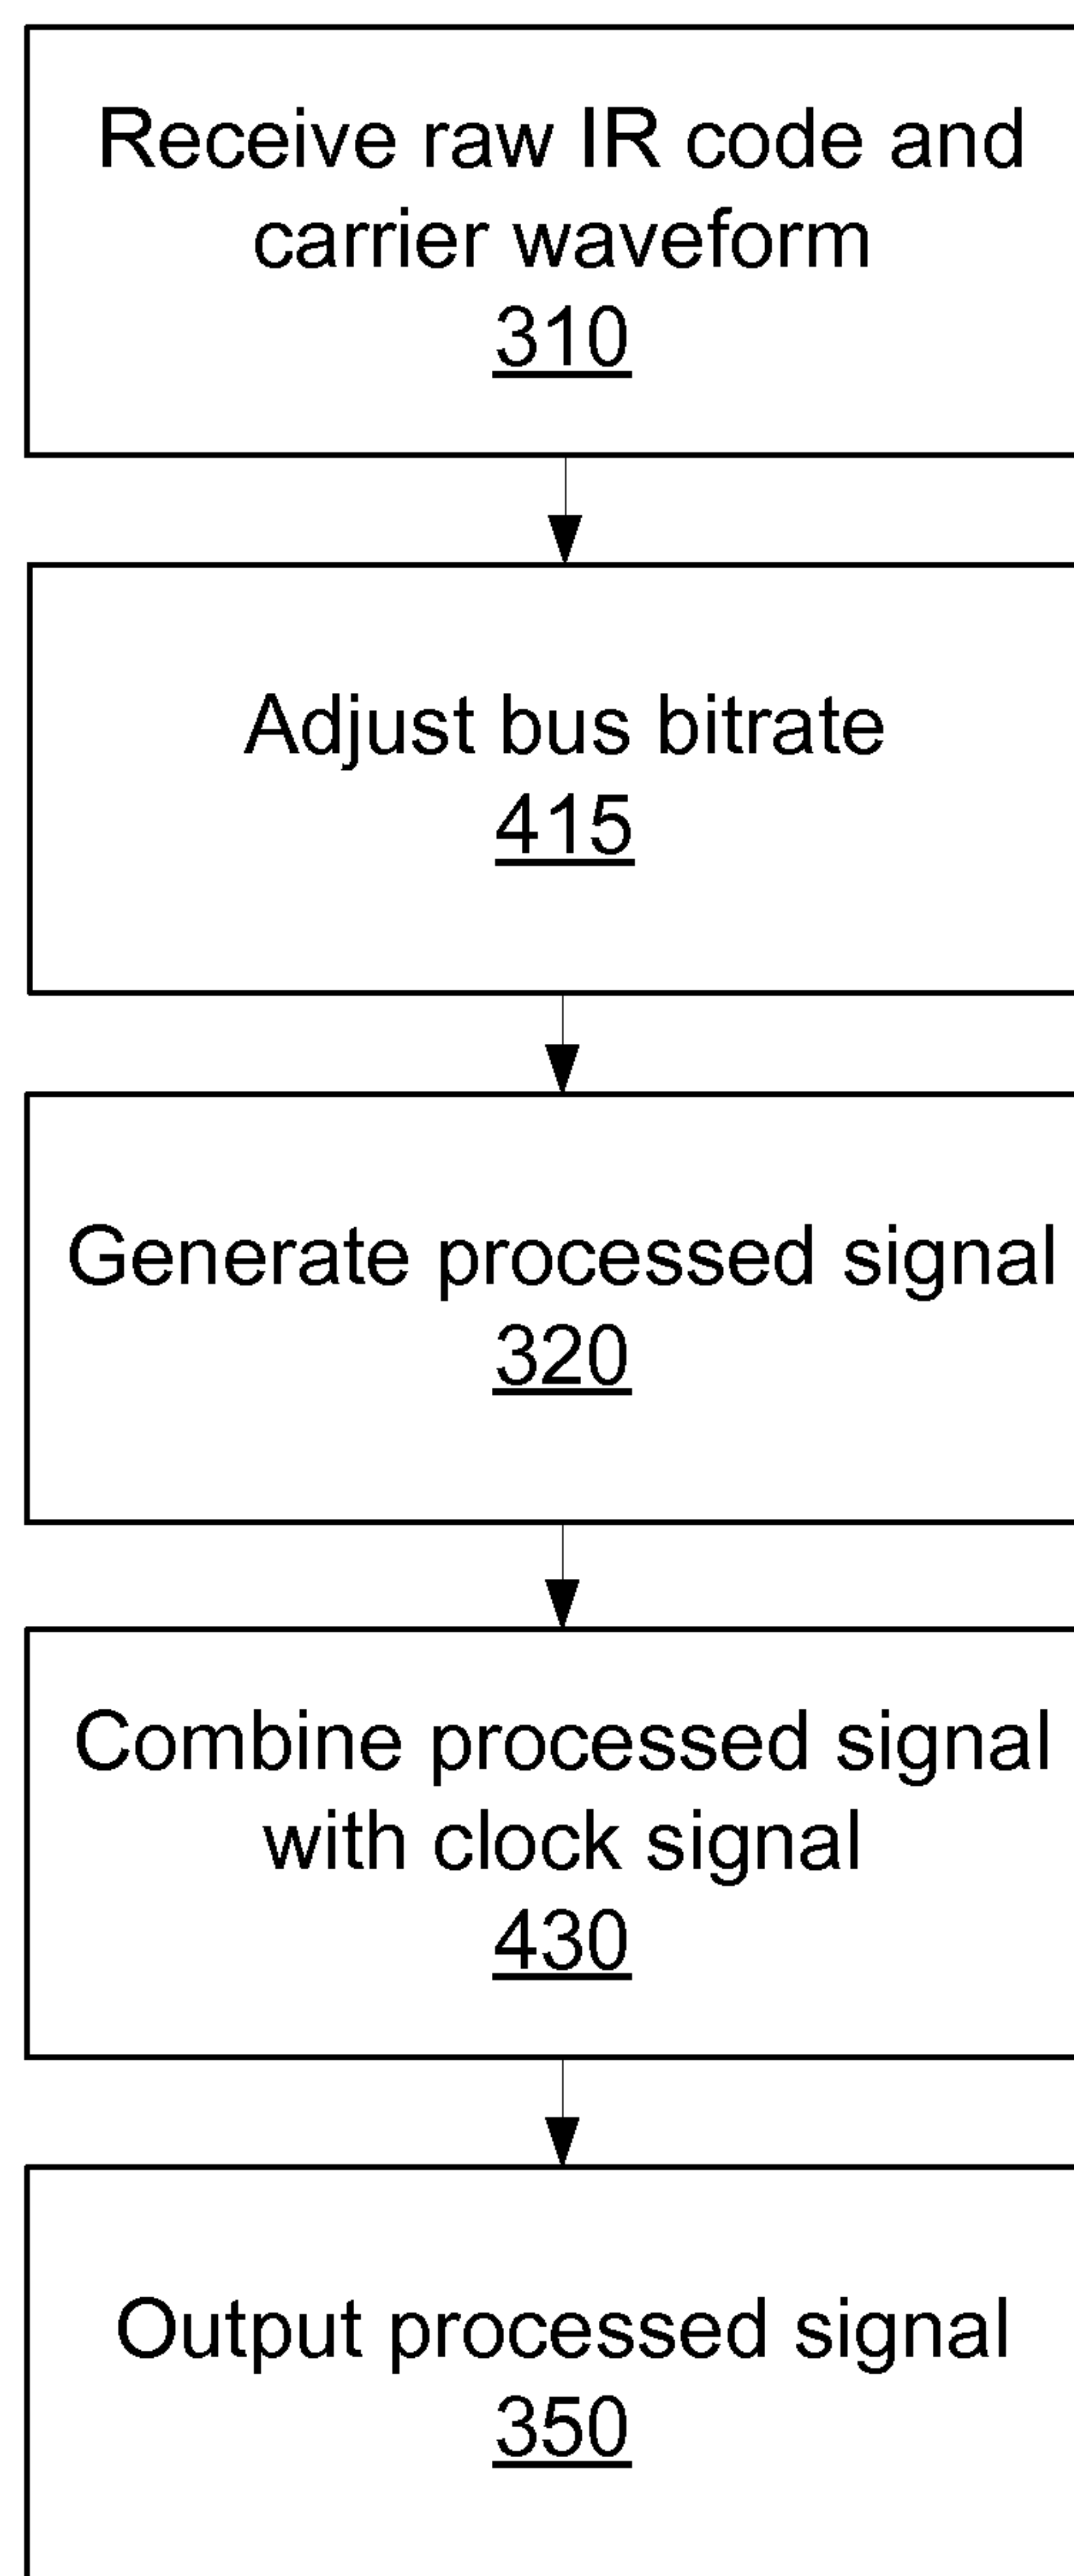 Receive raw IR code and
carrier waveform
310
Adjust bus bitrate
415
Generate processed signal
320
Combine processed signal
with clock signal
430
Output processed signal
350